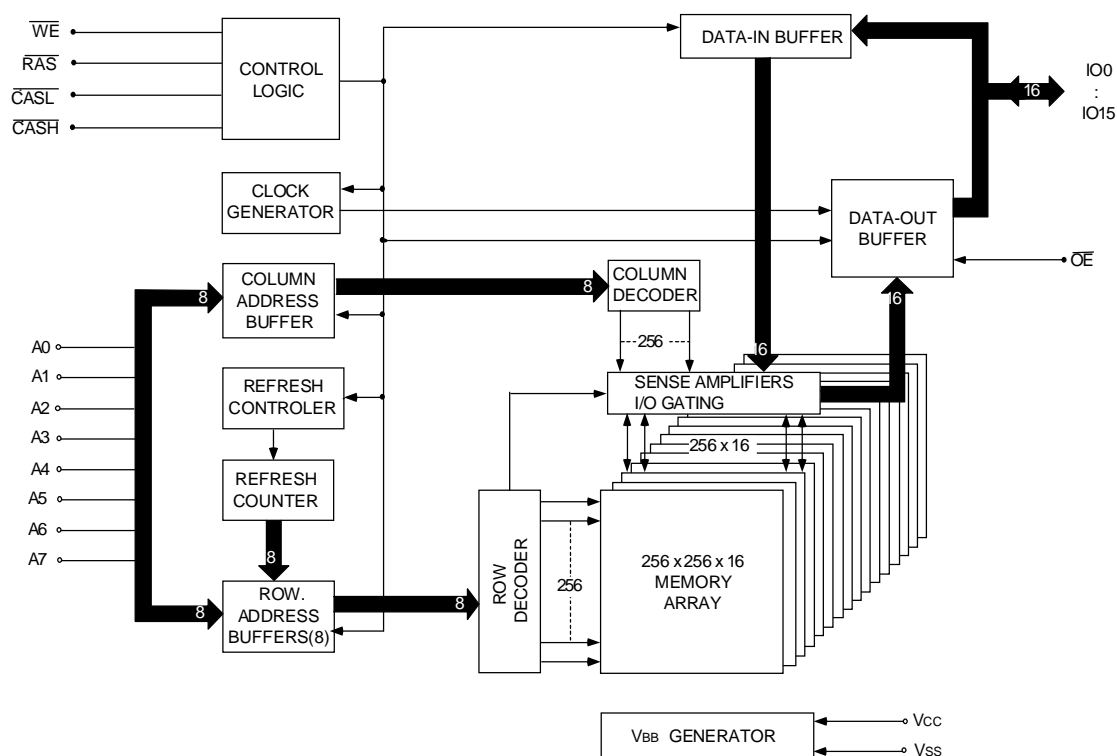 WE
RAS
CASL
CASH
CONTROL
LOGIC
DATA-IN BUFFER
16
IO0
:
IO15
CLOCK
GENERATOR
DATA-OUT
BUFFER
OE
8
COLUMN
ADDRESS
BUFFER
8
COLUMN
DECODER
16
256
16
A0
A1
A2
A3
A4
A5
A6
A7
REFRESH
CONTROLER
SENSE AMPLIFIERS
I/O GATING
256 x 16
REFRESH
COUNTER
8
8
ROW.
ADDRESS
BUFFERS(8)
8
ROW
DECODER
256
256 x 256 x 16
MEMORY
ARRAY
VBB GENERATOR
VCC
VSS